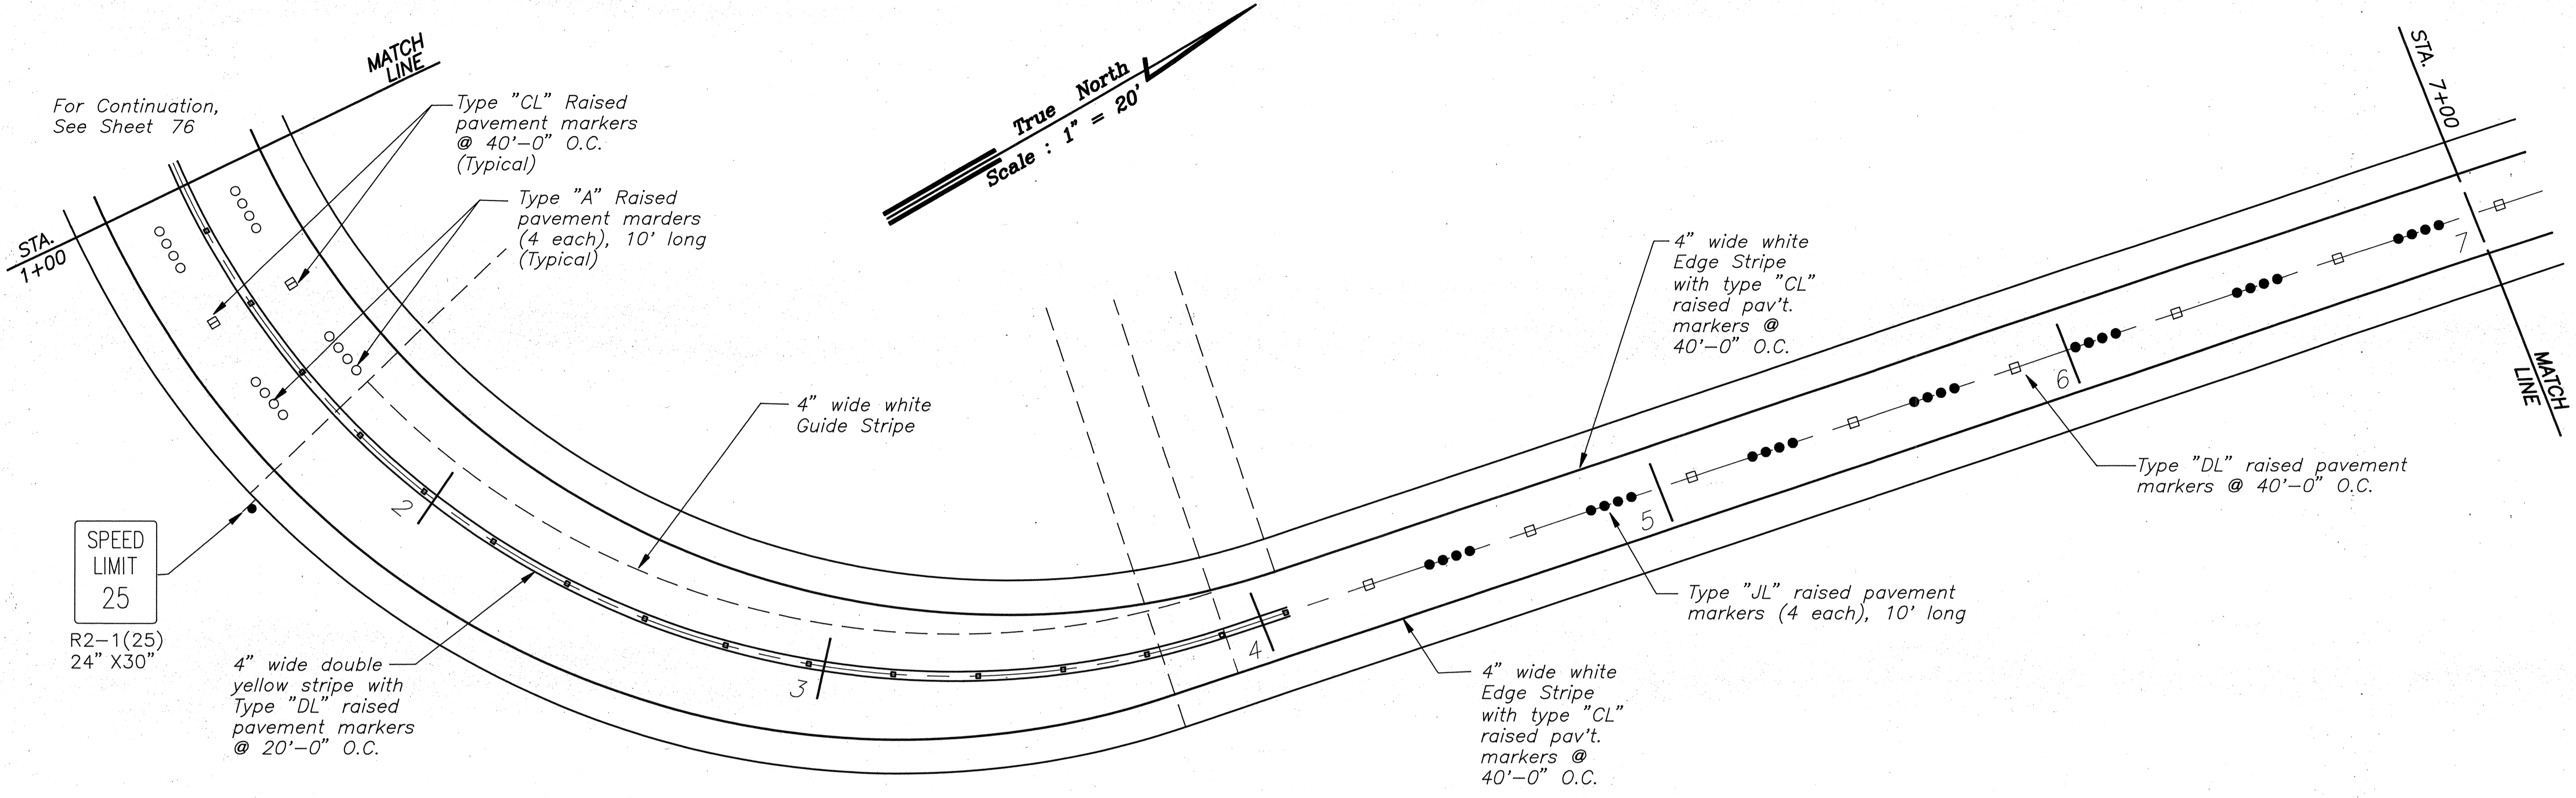 MATCH
LINE
For Continuation,
See Sheet 76
STA.
1+00
Type "CL" Raised
pavement markers
@ 40'-0" O.C.
(Typical)
Type "A" Raised
pavement marders
(4 each), 10' long
(Typical)
True North
Scale : 1" = 20'
STA. 7+00
4" wide white
Edge Stripe
with type "CL"
raised pav't.
markers @
40'-0" O.C.
7
MATCH
LINE
6
4" wide white
Guide Stripe
Type "DL" raised pavement
markers @ 40'-0" O.C.
2
5
SPEED
LIMIT
25
R2-1(25)
24" X30"
Type "JL" raised pavement
markers (4 each), 10' long
4
3
4" wide double
yellow stripe with
Type "DL" raised
pavement markers
@ 20'-0" O.C.
4" wide white
Edge Stripe
with type "CL"
raised pav't.
markers @
40'-0" O.C.